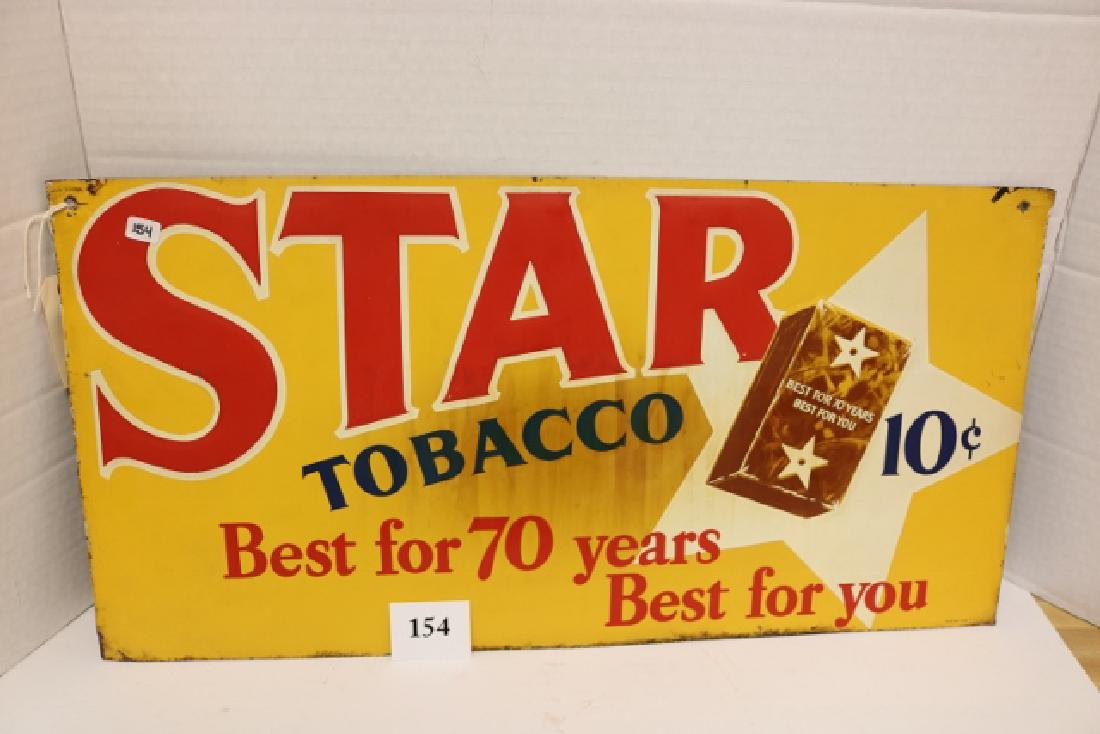 STAR
154
TOBACCO
BEST FOR 70 YEARS
BEST FOR YOU
10¢
Best for 70 years
Best for you
154